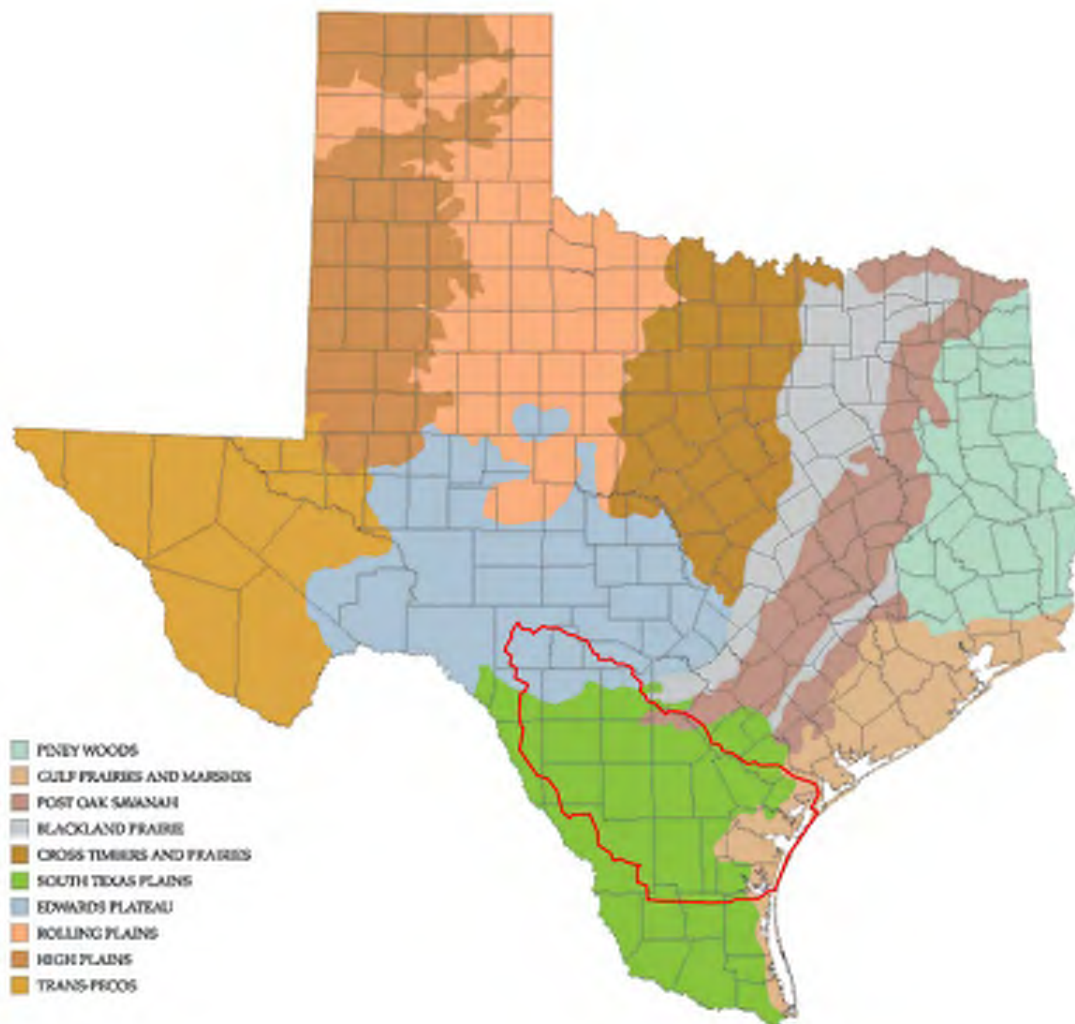 PINEY WOODS
GULF PRAIRIES AND MARSHES
POST OAK SAVANAH
BLACKLAND PRAIRIE
CROSS TIMBERS AND PRAIRIES
SOUTH TEXAS PLAINS
EDWARDS PLATEAU
ROLLING PLAINS
HIGH PLAINS
TRANS-PECOS